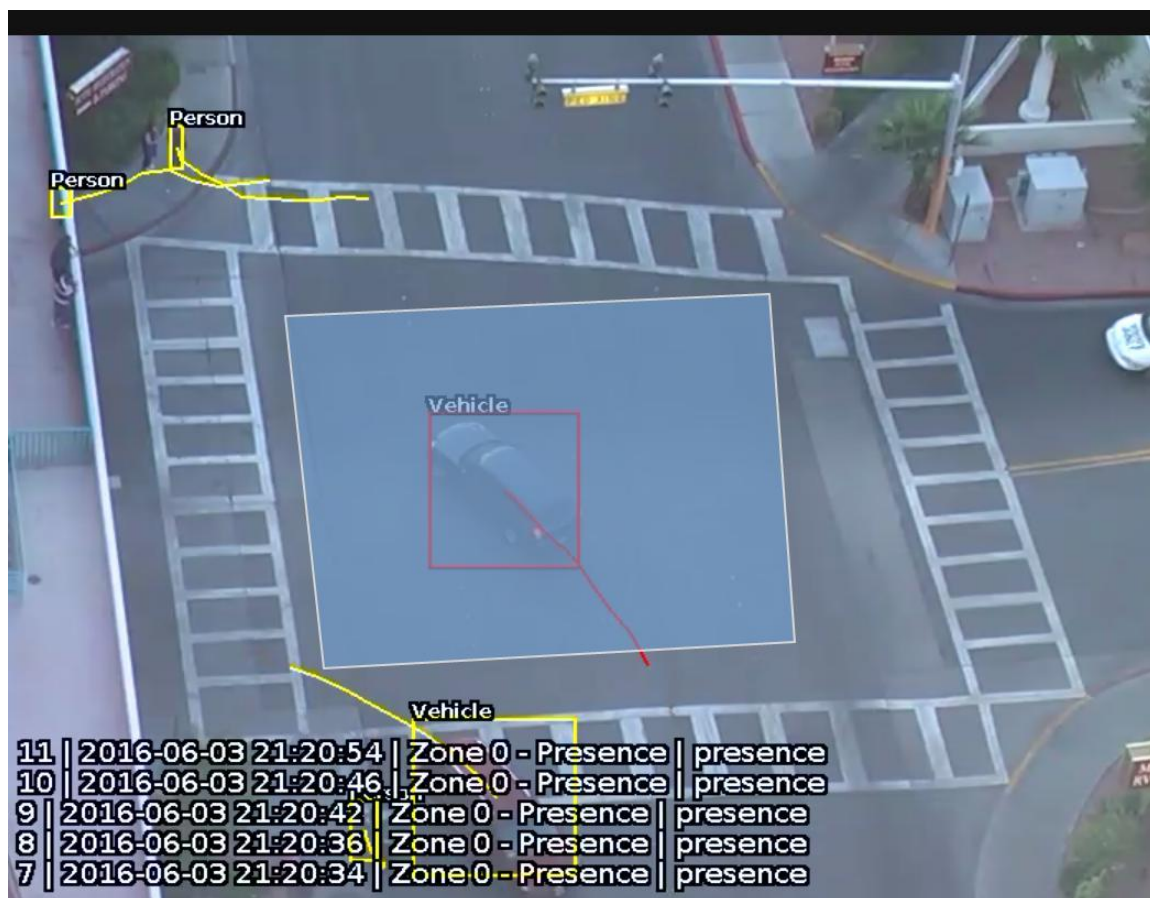 PED XING
Person
Person
Vehicle
Vehicle
11 | 2016-06-03 21:20:54 | Zone 0 - Presence | presence
10 | 2016-06-03 21:20:46 | Zone 0 - Presence | presence
Person
9 | 2016-06-03 21:20:42 | Zone 0 - Presence | presence
8 | 2016-06-03 21:20:36 | Zone 0 - Presence | presence
7 | 2016-06-03 21:20:34 | Zone 0 - Presence | presence